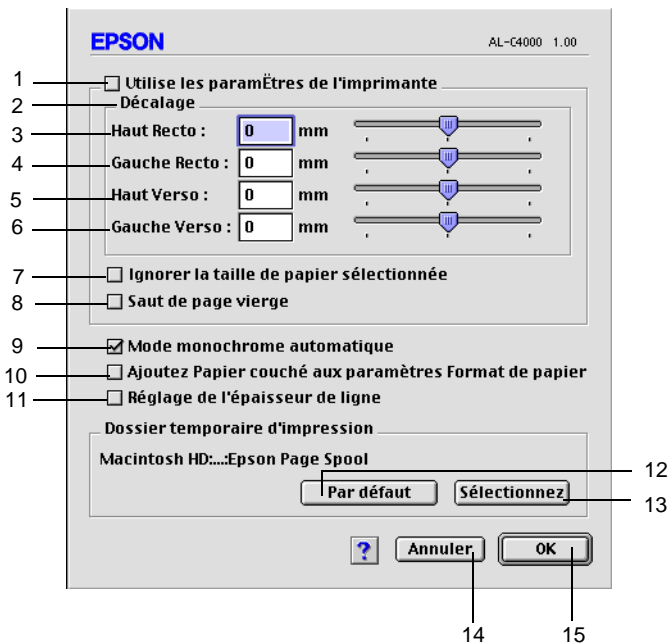 EPSON AL-C4000 1.00
1 Utilise les paramËtres de l'imprimante
2 Décalage
3 Haut Recto : 0 mm
4 Gauche Recto : 0 mm
5 Haut Verso : 0 mm
6 Gauche Verso : 0 mm
7 Ignorer la taille de papier sélectionnée
8 Saut de page vierge
9 Mode monochrome automatique
10 Ajoutez Papier couché aux paramètres Format de papier
11 Réglage de l'épaisseur de ligne
Dossier temporaire d'impression
Macintosh HD:...:Epson Page Spool
12
Par défaut Sélectionnez
13
? Annuler OK
14 15